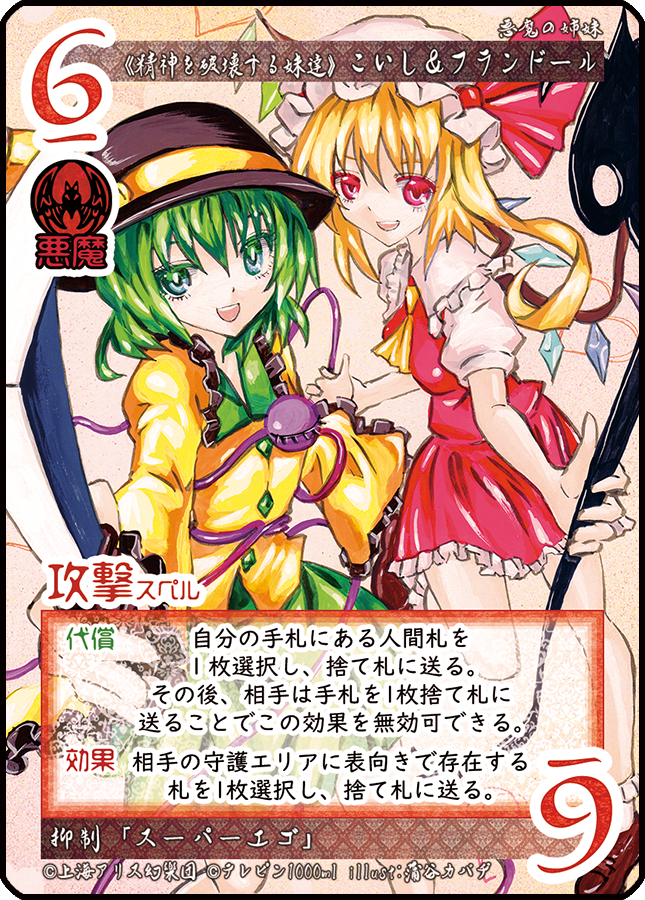 悪魔の姉妹
6
《精神を破壊する妹達》こいし＆フランドール
悪魔
攻撃スペル
代償
自分の手札にある人間札を
1枚選択し、捨て札に送る。
その後、相手は手札を1枚捨て札に
送ることでこの効果を無効可できる。
効果
相手の守護エリアに表向きで存在する
札を1枚選択し、捨て札に送る。
6
抑制「スーパーエゴ」
©上海アリス幻樂団 ©テレピン1000ml illust:蒲谷カバヂ